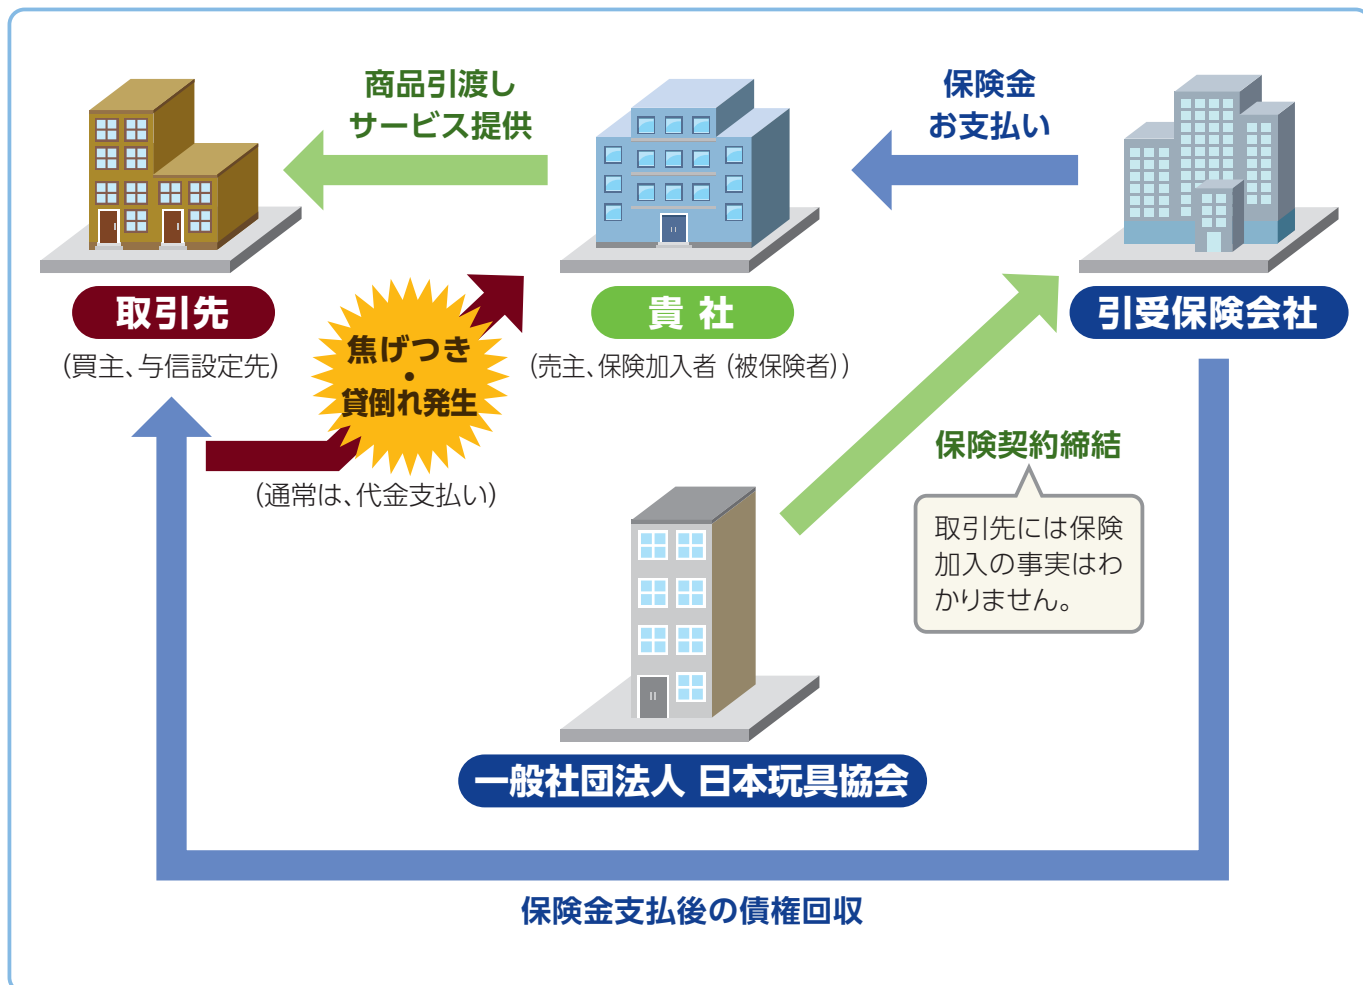 商品引渡し
サービス提供
保険金
お支払い
取引先
(買主、与信設定先)
焦げつき
・
貸倒れ発生
貴 社
(売主、保険加入者 (被保険者))
引受保険会社
(通常は、代金支払い)
保険契約締結
取引先には保険
加入の事実はわ
かりません。
一般社団法人 日本玩具協会
保険金支払後の債権回収